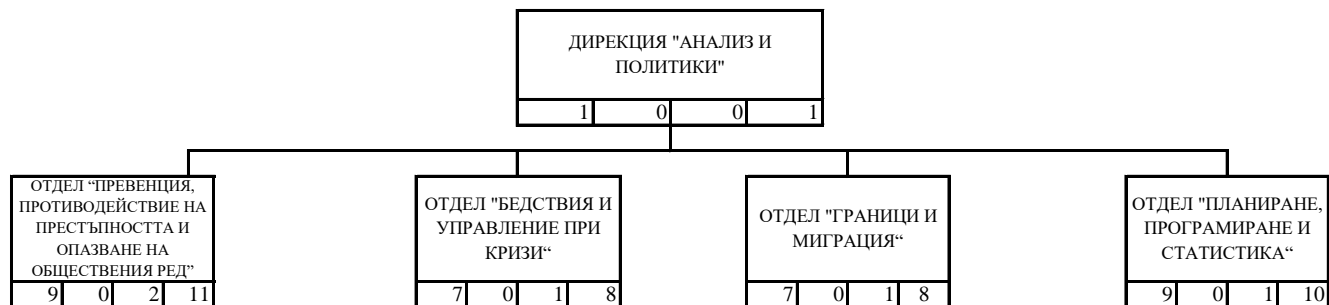 ДИРЕКЦИЯ "АНАЛИЗ И
ПОЛИТИКИ"
1 0 0 1
ОТДЕЛ “ПРЕВЕНЦИЯ,
ПРОТИВОДЕЙСТВИЕ НА
ПРЕСТЪПНОСТТА И
ОПАЗВАНЕ НА
ОБЩЕСТВЕНИЯ РЕД”
9 0 2 11
ОТДЕЛ "БЕДСТВИЯ И
УПРАВЛЕНИЕ ПРИ
КРИЗИ“
7 0 1 8
ОТДЕЛ "ГРАНИЦИ И
МИГРАЦИЯ“
7 0 1 8
ОТДЕЛ "ПЛАНИРАНЕ,
ПРОГРАМИРАНЕ И
СТАТИСТИКА“
9 0 1 10